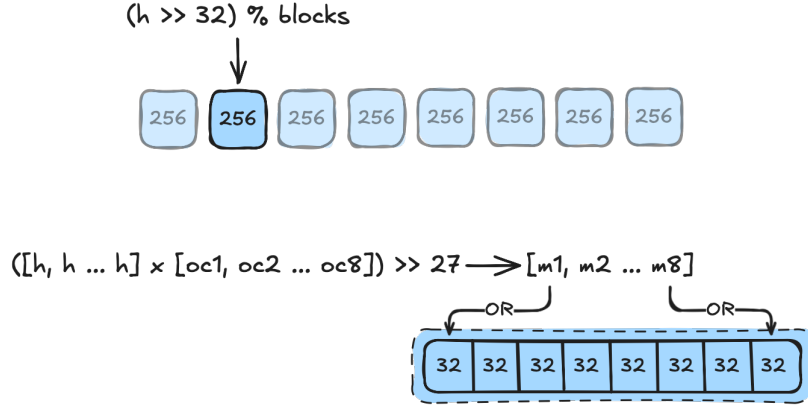 (h >> 32) % blocks
256 256 256 256 256 256 256 256
([h, h ... h] x [oc1, oc2 ... oc8]) >> 27 [m1, m2 ... m8]
OR OR
32 32 32 32 32 32 32 32